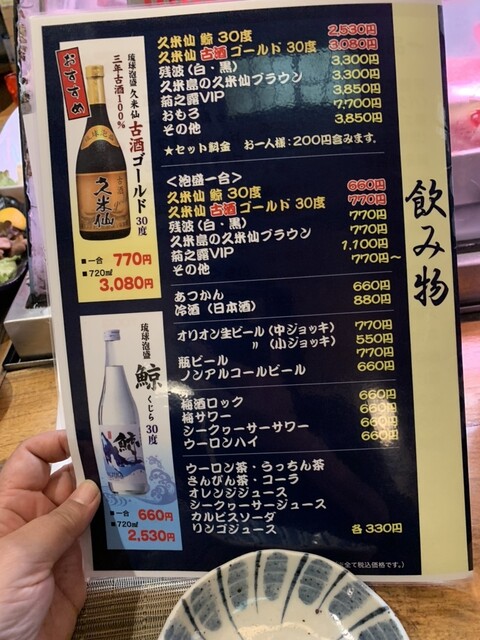 飲み物
おすすめ
琉球泡盛 久米仙
三年古酒100%
古酒ゴールド 30度
琉球泡盛
古酒
久米仙
■一合 770円
■720㎖
3,080円
琉球泡盛
鯨 くじら 30度
鯨
■一合 660円
■720㎖
2,530円
久米仙 鯨 30度 2,530円
久米仙 古酒 ゴールド 30度 3,080円
残波（白・黒） 3,300円
久米島の久米仙ブラウン 3,300円
菊之露VIP 3,850円
おもろ 7,700円
その他 3,850円
★セット料金 お一人様：200円含みます。
＜泡盛一合＞
久米仙 鯨 30度 660円
久米仙 古酒 ゴールド 30度 770円
残波（白・黒） 770円
久米島の久米仙ブラウン 770円
菊之露VIP 1,100円
その他 770円～
あつかん 660円
冷酒（日本酒） 880円
オリオン生ビール（中ジョッキ） 770円
〃 （小ジョッキ） 550円
瓶ビール 770円
ノンアルコールビール 660円
660円
梅酒ロック 660円
梅サワー 660円
シークヮーサーサワー 660円
ウーロンハイ
ウーロン茶・うっちん茶
さんぴん茶・コーラ
オレンジジュース
シークヮーサージュース
カルピスソーダ
リンゴジュース 各330円
※全て税込価格です。）